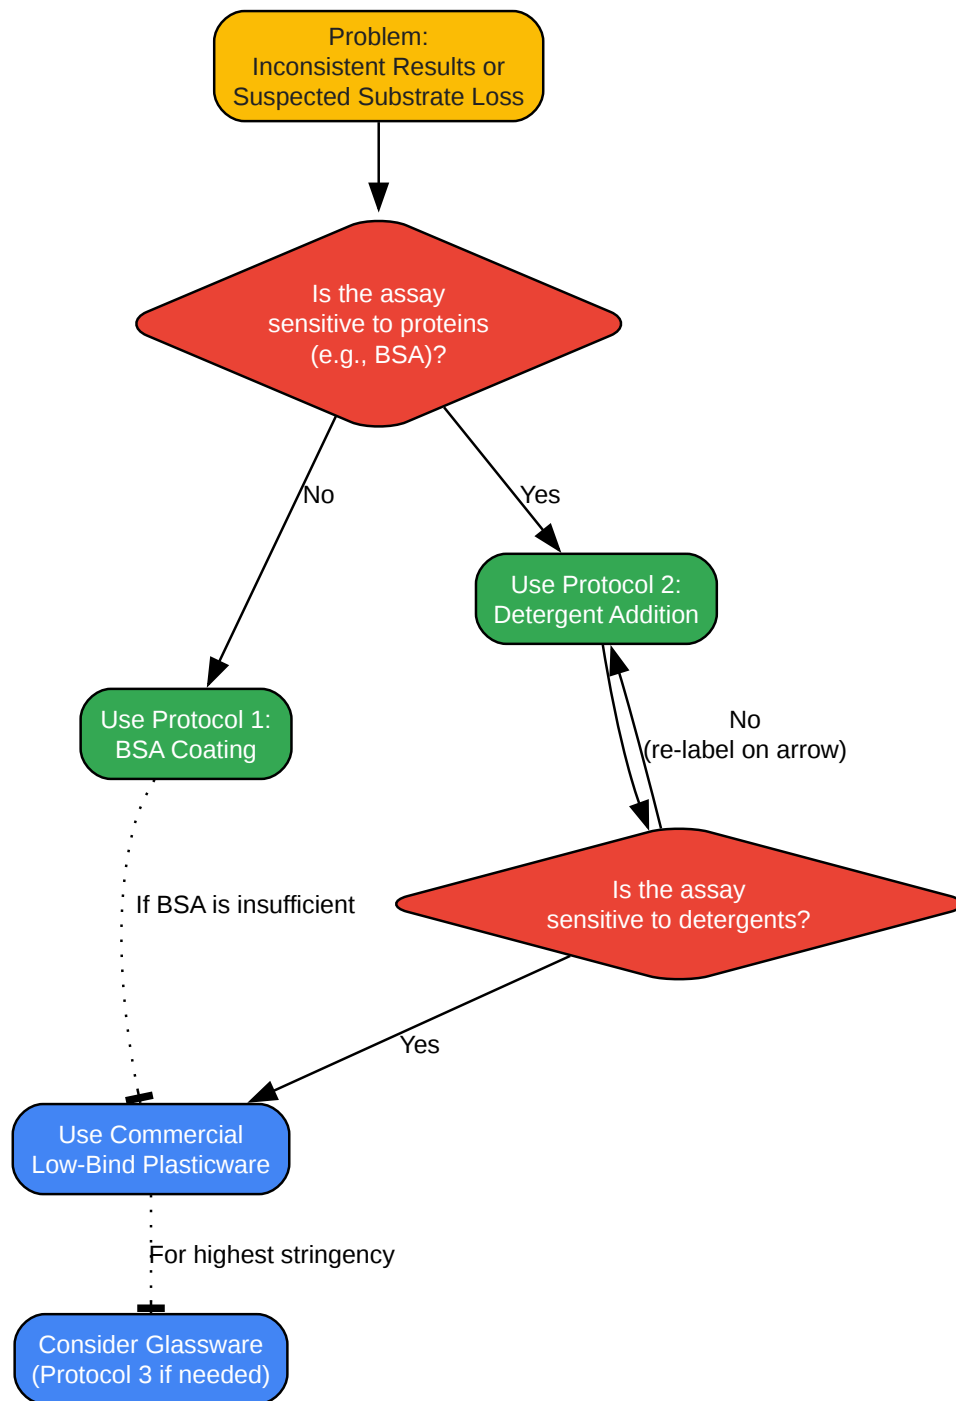 Problem:
Inconsistent Results or
Suspected Substrate Loss
Is the assay
sensitive to proteins
(e.g., BSA)?
No
Yes
Use Protocol 2:
Detergent Addition
Use Protocol 1:
BSA Coating
No
(re-label on arrow)
Is the assay
sensitive to detergents?
If BSA is insufficient
Yes
Use Commercial
Low-Bind Plasticware
For highest stringency
Consider Glassware
(Protocol 3 if needed)